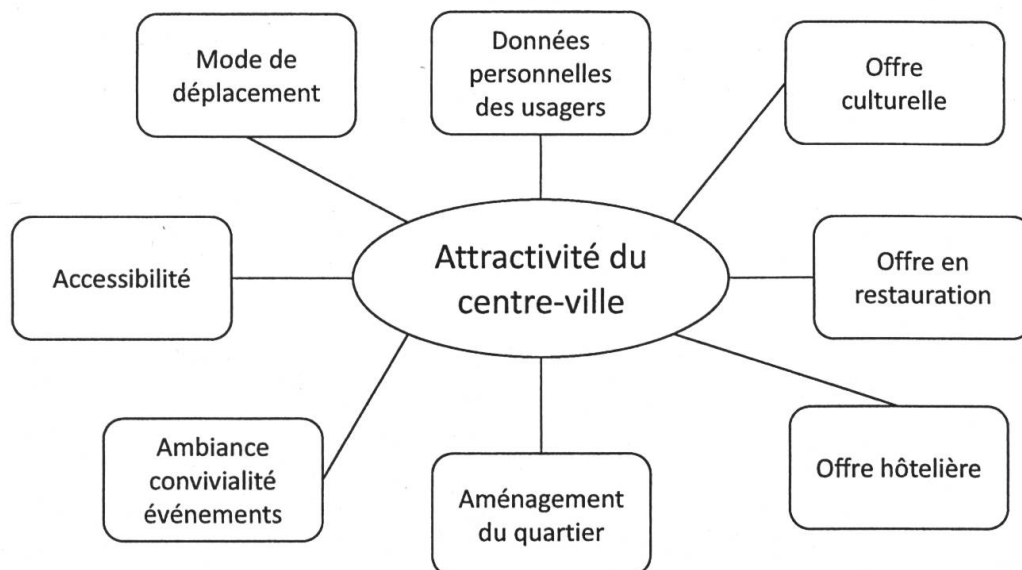 Mode de
déplacement
Données
personnelles
des usagers
Offre
culturelle
Accessibilité
Attractivité du
centre-ville
Offre en
restauration
Ambiance
convivialité
événements
Aménagement
du quartier
Offre hôtelière